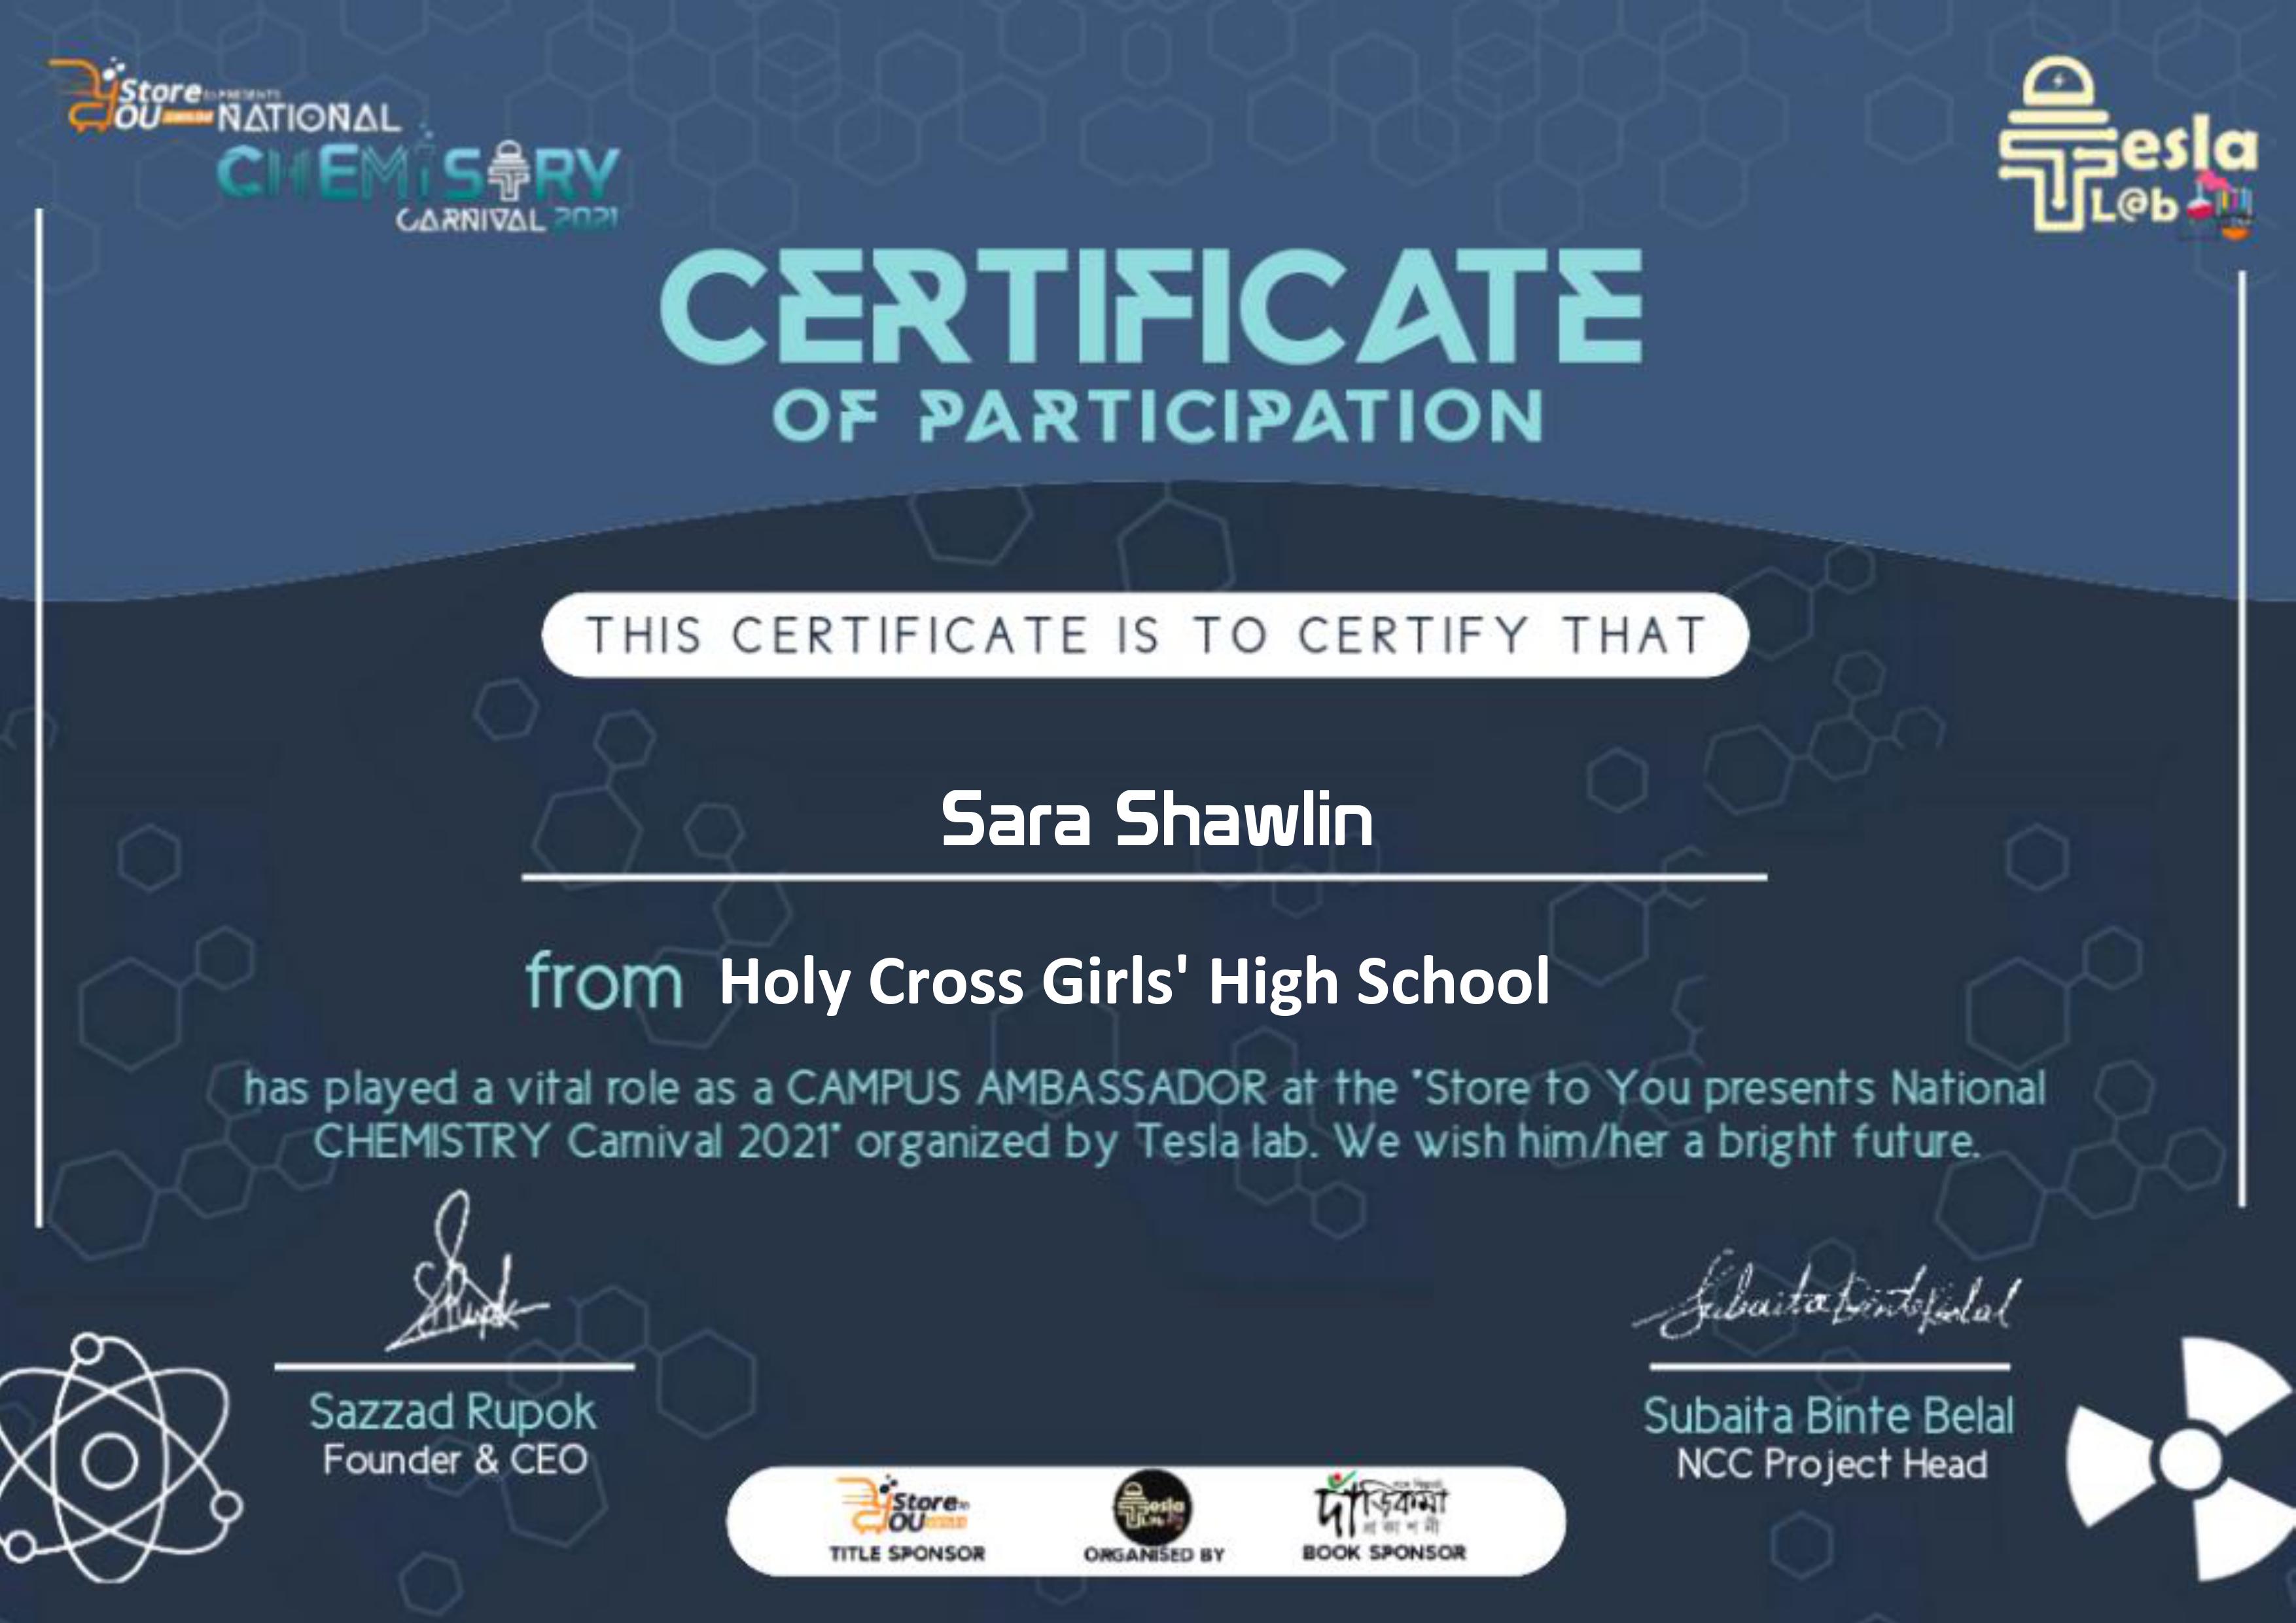 Store to PRESENTS
YOU NATIONAL
CHEMiSTRY
CARNIVAL 2021
Tesla
L@b
CERTIFICATE
OF PARTICIPATION
THIS CERTIFICATE IS TO CERTIFY THAT
Sara Shawlin
from Holy Cross Girls' High School
has played a vital role as a CAMPUS AMBASSADOR at the "Store to You presents National
CHEMISTRY Carnival 2021" organized by Tesla lab. We wish him/her a bright future.
SRupok
Subaita Binte Belal
Sazzad Rupok
Founder & CEO
Subaita Binte Belal
NCC Project Head
Store to
YOU
TITLE SPONSOR
Tesla
L@b
ORGANISED BY
দাঁড়িকমা
প্রকাশনী
BOOK SPONSOR